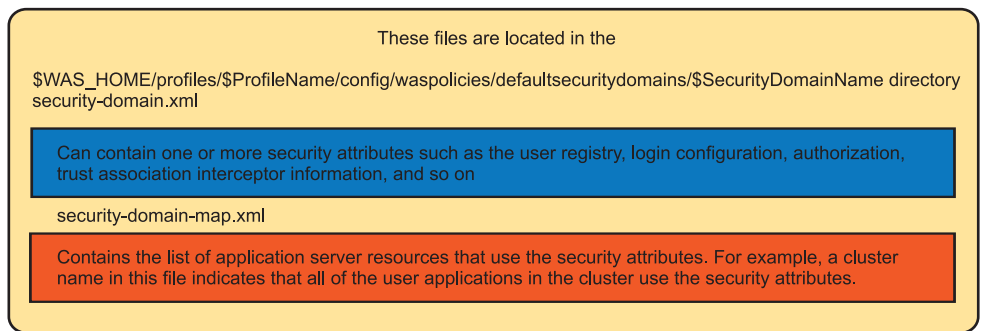 These files are located in the
$WAS_HOME/profiles/$ProfileName/config/waspolicies/defaultsecuritydomains/$SecurityDomainName directory
security-domain.xml
Can contain one or more security attributes such as the user registry, login configuration, authorization,
trust association interceptor information, and so on
security-domain-map.xml
Contains the list of application server resources that use the security attributes. For example, a cluster
name in this file indicates that all of the user applications in the cluster use the security attributes.